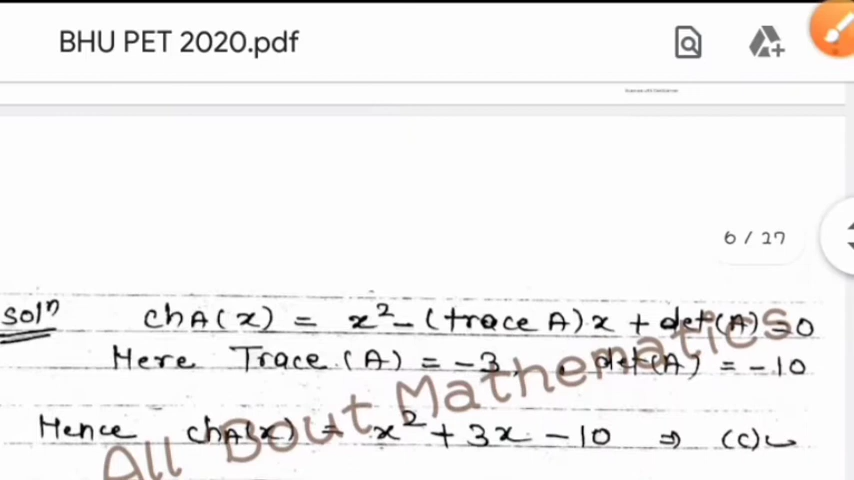 BHU PET 2020.pdf
6 / 27
Solⁿ chA(x) = x² - (trace A)x + det(A) = 0
Here Trace (A) = -3, det(A) = -10
Hence chA(x) = x² + 3x - 10 ⇒ (c)
All Bout Mathematics